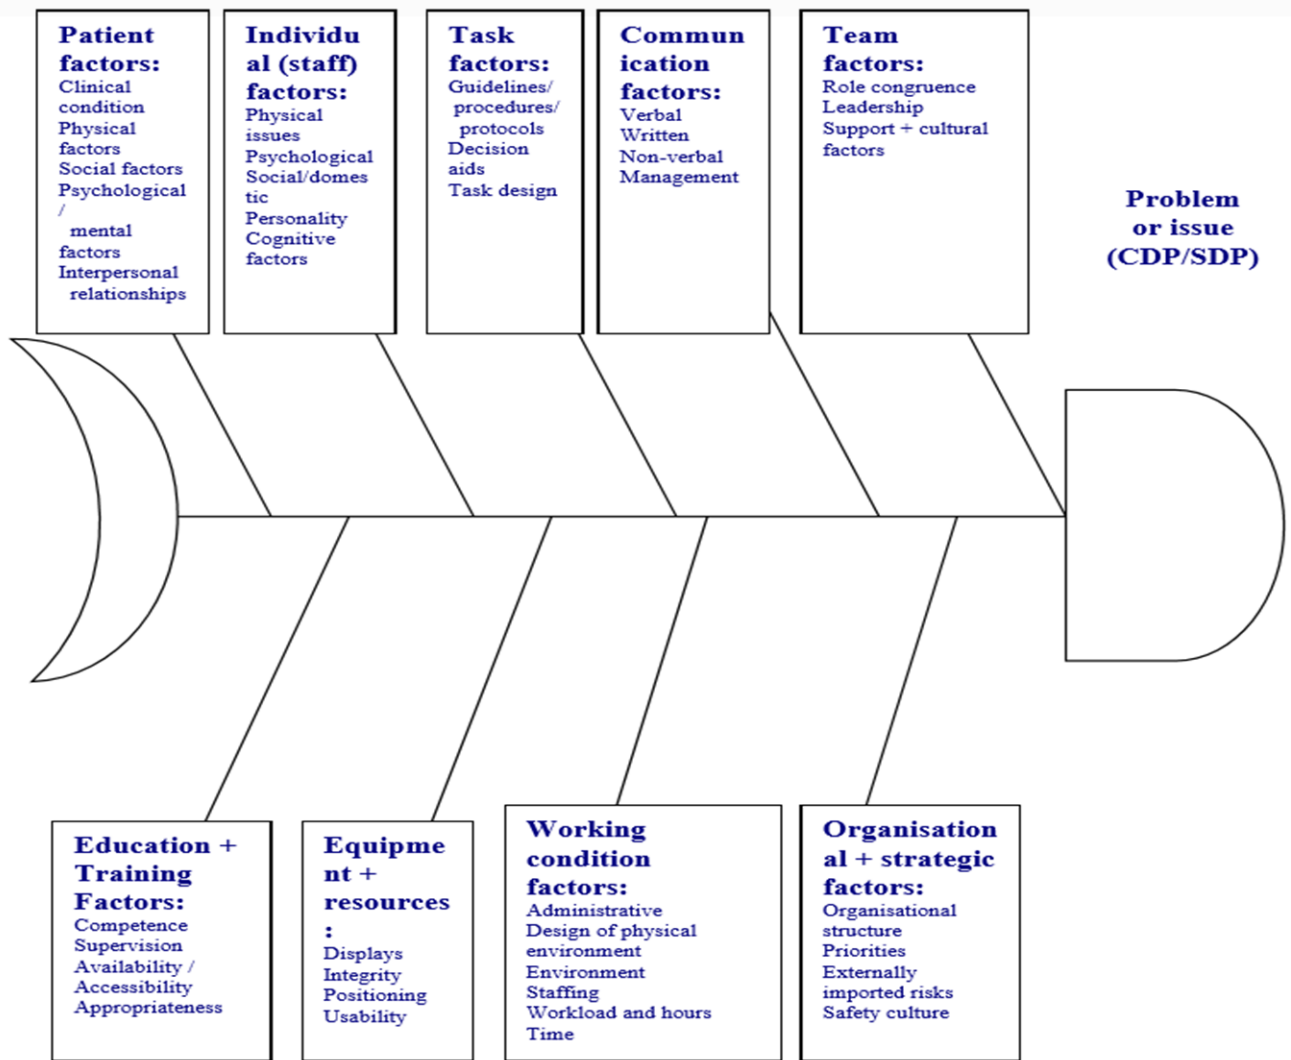 Patient
factors:
Clinical
condition
Physical
factors
Social factors
Psychological
/
mental
factors
Interpersonal
relationships
Individu
al (staff)
factors:
Physical
issues
Psychological
Social/domes
tic
Personality
Cognitive
factors
Task
factors:
Guidelines/
procedures/
protocols
Decision
aids
Task design
Commun
ication
factors:
Verbal
Written
Non-verbal
Management
Team
factors:
Role congruence
Leadership
Support + cultural
factors
Problem
or issue
(CDP/SDP)
Education +
Training
Factors:
Competence
Supervision
Availability /
Accessibility
Appropriateness
Equipme
nt +
resources
:
Displays
Integrity
Positioning
Usability
Working
condition
factors:
Administrative
Design of physical
environment
Environment
Staffing
Workload and hours
Time
Organisation
al + strategic
factors:
Organisational
structure
Priorities
Externally
imported risks
Safety culture